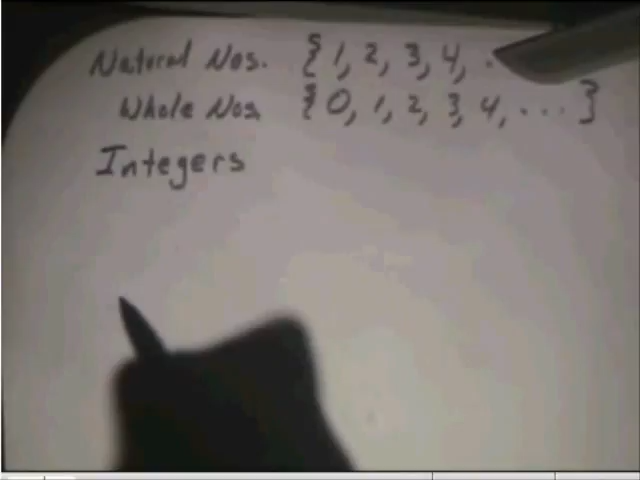 Natural Nos. { 1, 2, 3, 4, .
Whole Nos. { 0, 1, 2, 3, 4, ... }
Integers